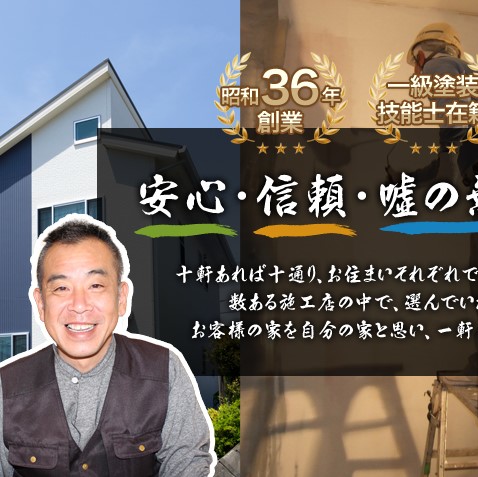 昭和36年
創業
一級塗装
技能士在籍
安心・信頼・嘘の無
十軒あれば十通り、お住まいそれぞれで
数ある施工店の中で、選んでい
お客様の家を自分の家と思い、一軒